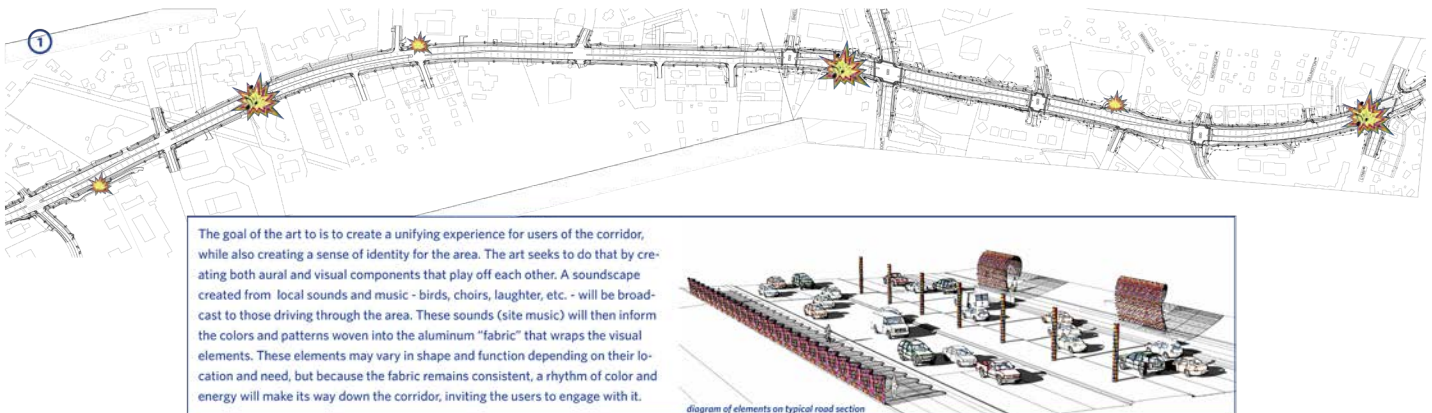 1
The goal of the art to is to create a unifying experience for users of the corridor,
while also creating a sense of identity for the area. The art seeks to do that by cre-
ating both aural and visual components that play off each other. A soundscape
created from local sounds and music - birds, choirs, laughter, etc. - will be broad-
cast to those driving through the area. These sounds (site music) will then inform
the colors and patterns woven into the aluminum “fabric” that wraps the visual
elements. These elements may vary in shape and function depending on their lo-
cation and need, but because the fabric remains consistent, a rhythm of color and
energy will make its way down the corridor, inviting the users to engage with it.
diagram of elements on typical road section